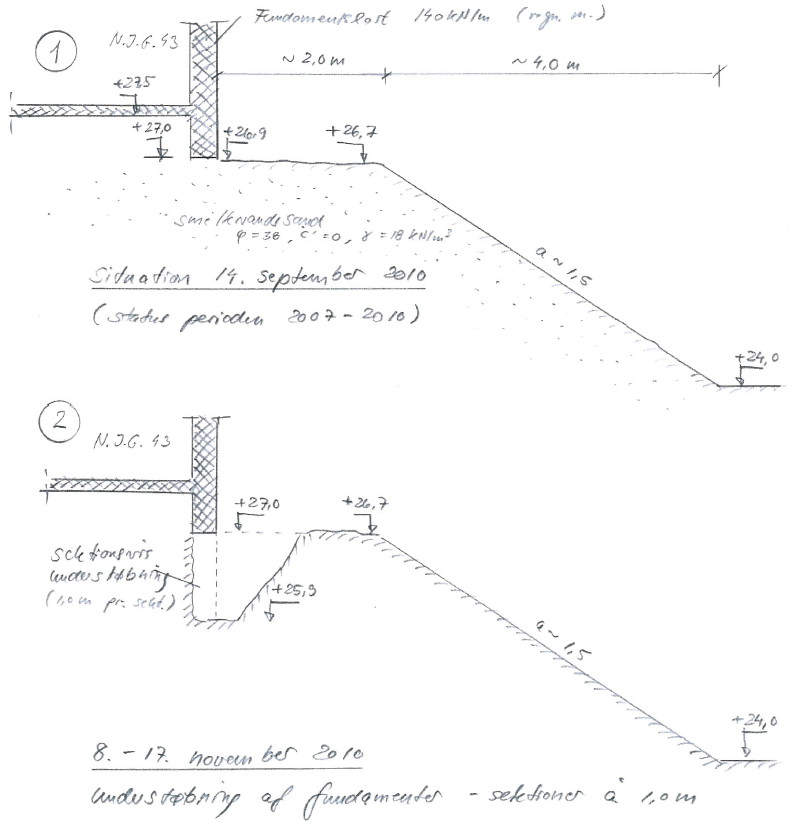 Fundamentslast 140 kN/m (regn. m.)
1
N.J.G. 43
~ 2,0 m
~ 4,0 m
+27,5
+27,0
+26,9
+26,7
smeltevandssand
φ = 38, c' = 0, γ = 18 kN/m³
a ~ 1,5
Situation 14. september 2010
(status perioden 2007 - 2010)
+24,0
2
N.J.G. 43
+27,0
+26,7
sektionsvis
understøbning
(1,0 m pr. sekt.)
+25,9
a ~ 1,5
+24,0
8. - 17. november 2010
understøbning af fundamenter - sektioner à 1,0 m